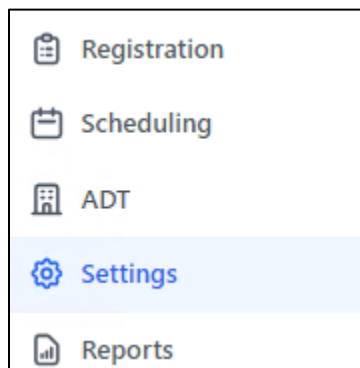 Registration
Scheduling
ADT
Settings
Reports